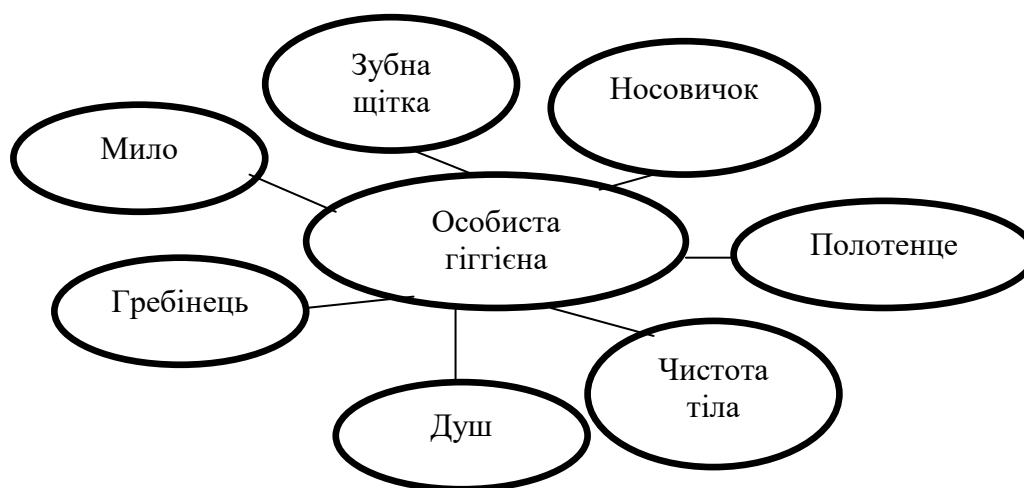 Зубна
щітка
Носовичок
Мило
Особиста
гіггієна
Полотенце
Гребінець
Чистота
тіла
Душ